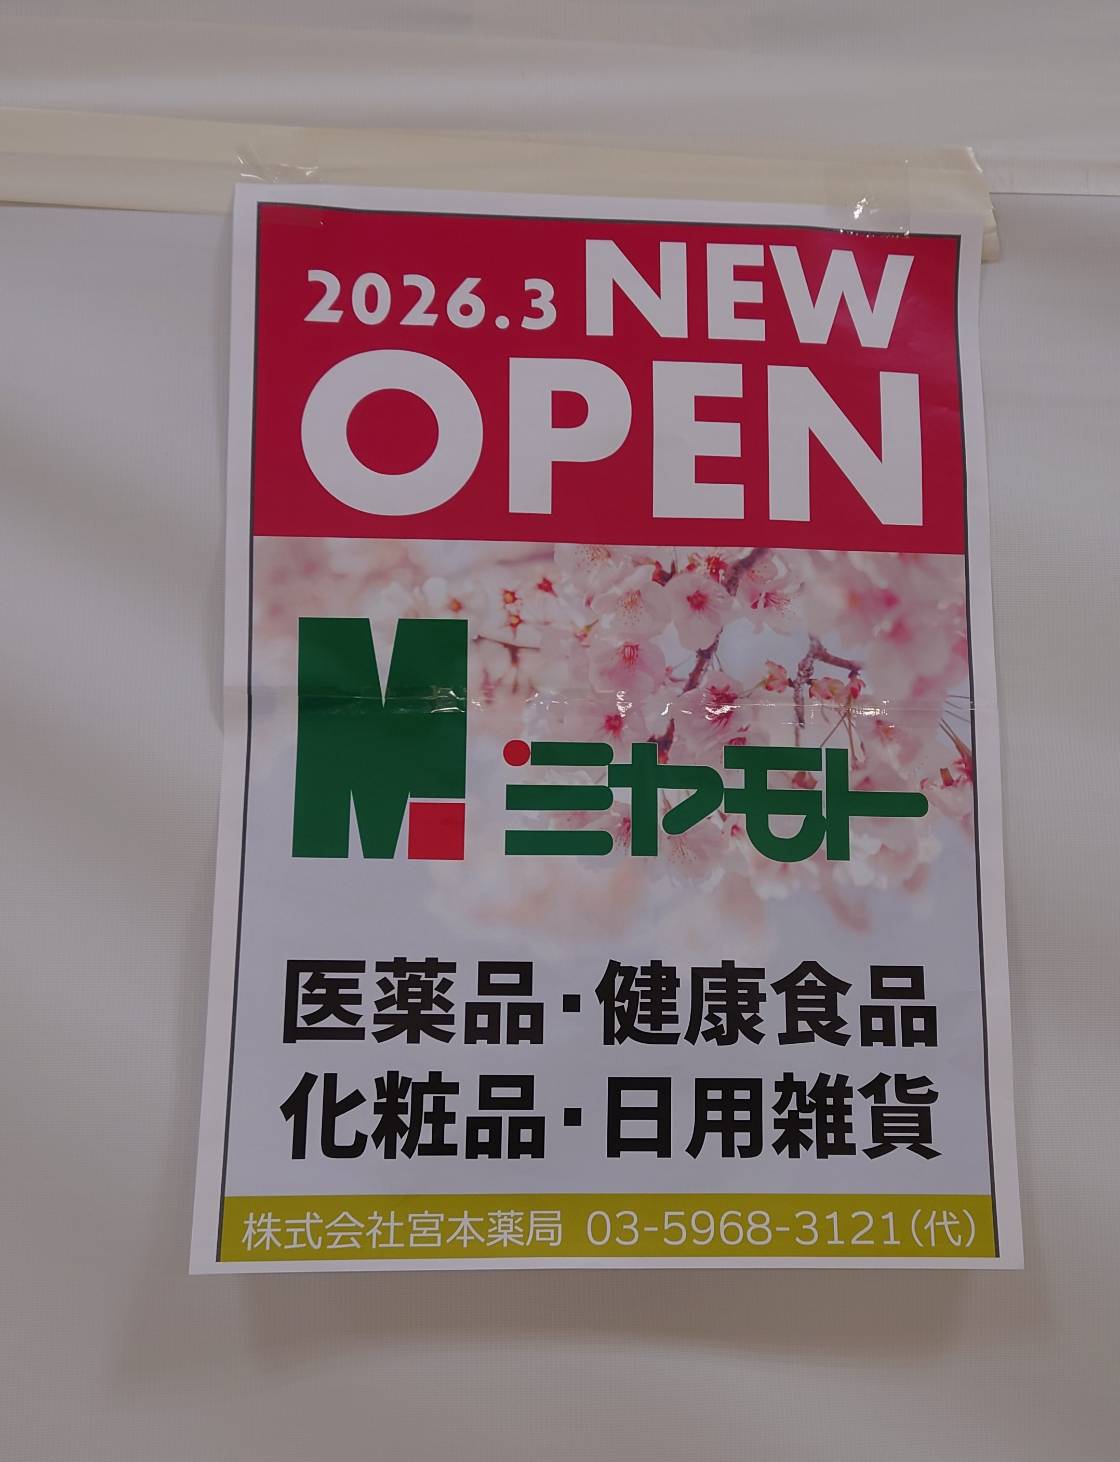 2026.3 NEW
OPEN
M
ミヤモト
医薬品・健康食品
化粧品・日用雑貨
株式会社宮本薬局 03-5968-3121(代)